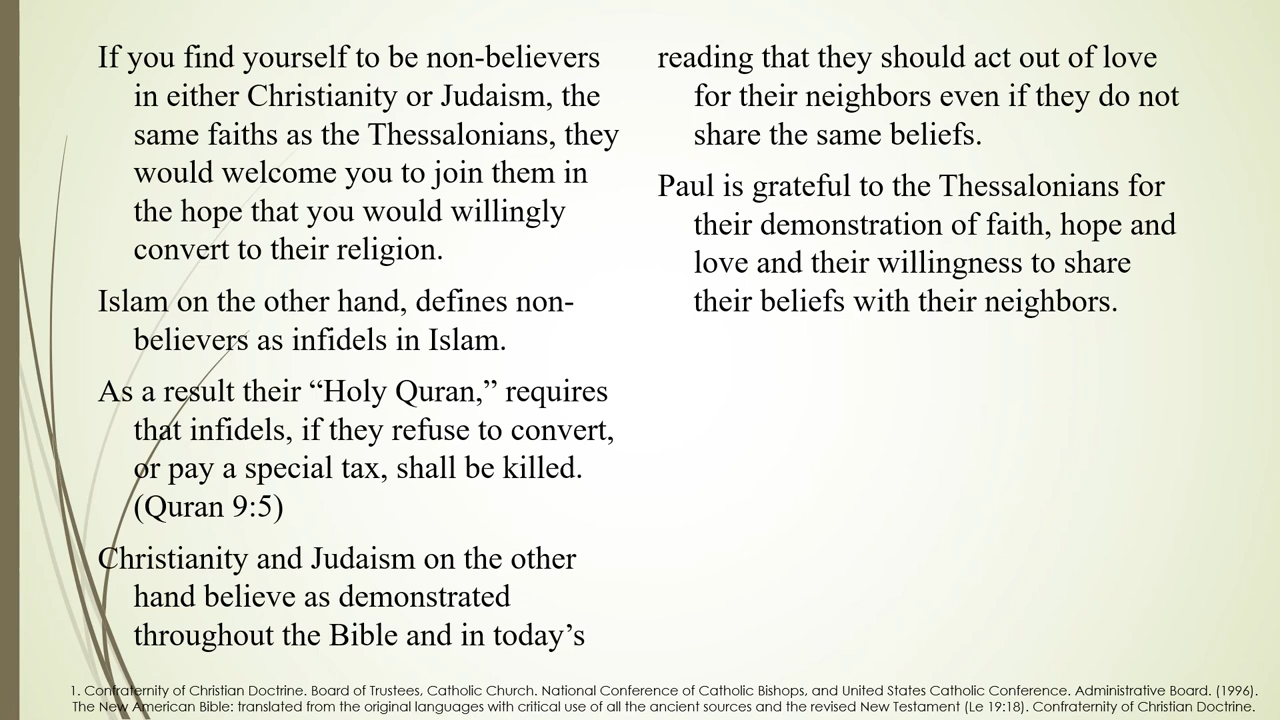 If you find yourself to be non-believers
in either Christianity or Judaism, the
same faiths as the Thessalonians, they
would welcome you to join them in
the hope that you would willingly
convert to their religion.
Islam on the other hand, defines non-
believers as infidels in Islam.
As a result their “Holy Quran,” requires
that infidels, if they refuse to convert,
or pay a special tax, shall be killed.
(Quran 9:5)
Christianity and Judaism on the other
hand believe as demonstrated
throughout the Bible and in today’s
reading that they should act out of love
for their neighbors even if they do not
share the same beliefs.
Paul is grateful to the Thessalonians for
their demonstration of faith, hope and
love and their willingness to share
their beliefs with their neighbors.
1. Confraternity of Christian Doctrine. Board of Trustees, Catholic Church. National Conference of Catholic Bishops, and United States Catholic Conference. Administrative Board. (1996).
The New American Bible: translated from the original languages with critical use of all the ancient sources and the revised New Testament (Le 19:18). Confraternity of Christian Doctrine.